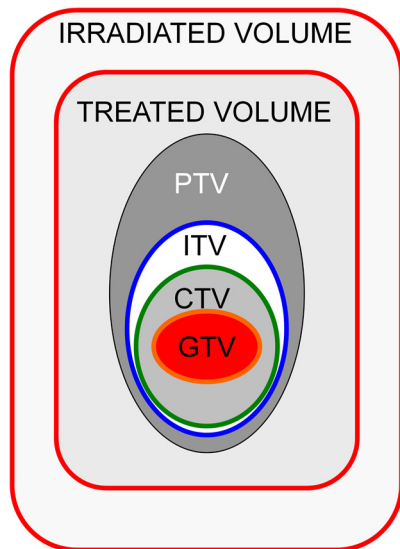 IRRADIATED VOLUME
TREATED VOLUME
PTV
ITV
CTV
GTV